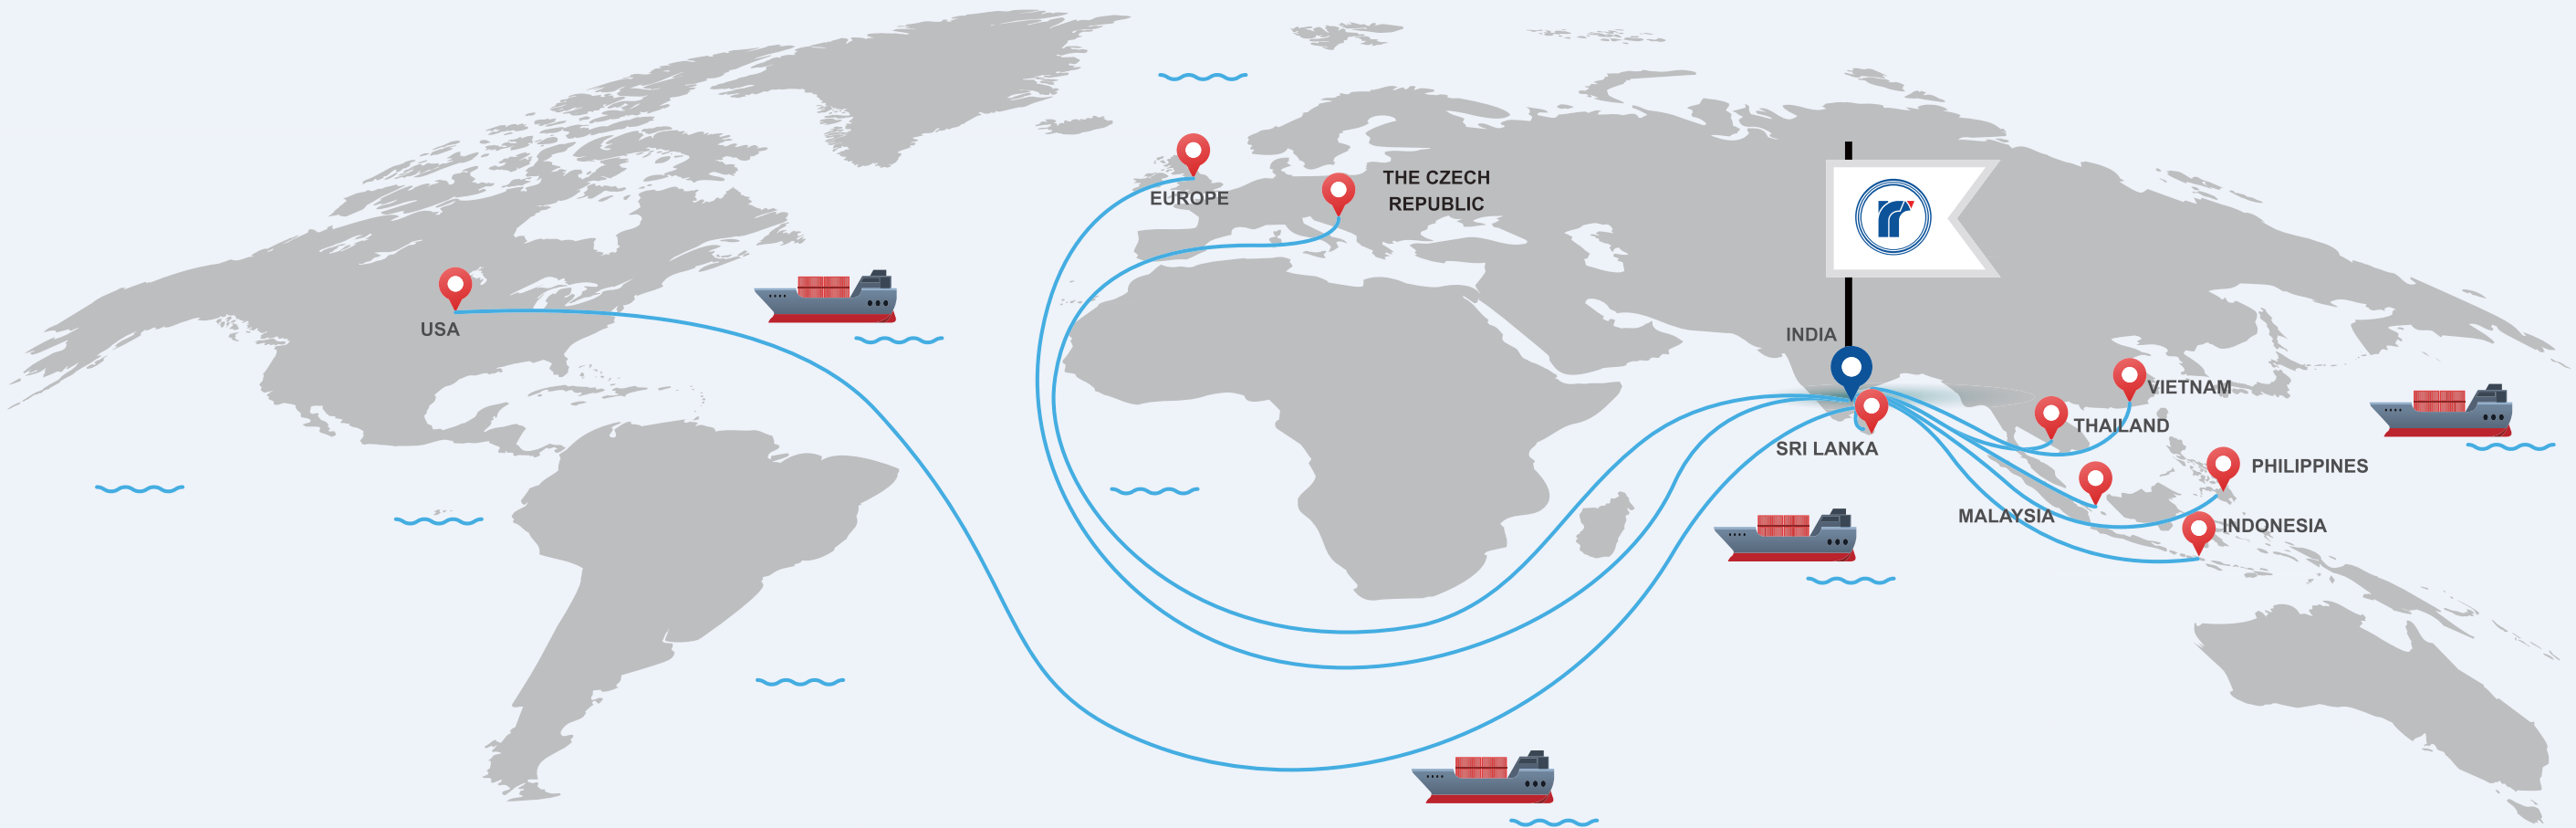 EUROPE
THE CZECH
REPUBLIC
USA
INDIA
VIETNAM
THAILAND
SRI LANKA
PHILIPPINES
MALAYSIA
INDONESIA